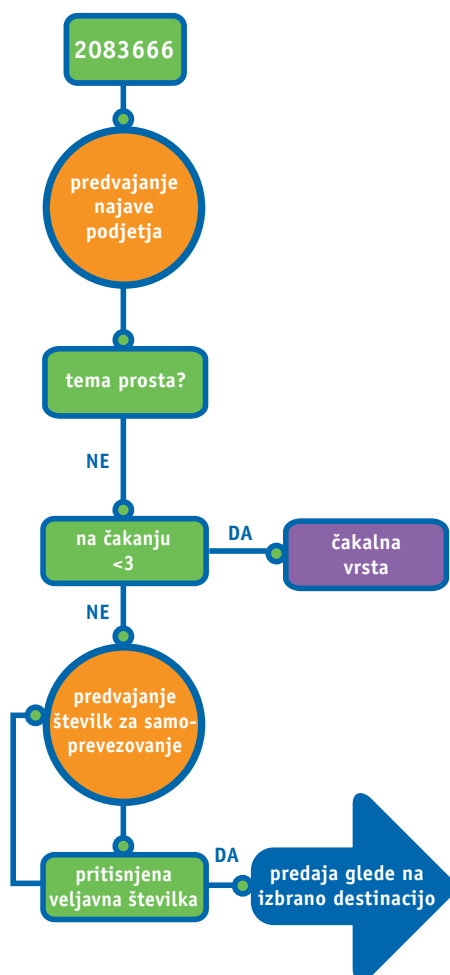 2083666
predvajanje
najave
podjetja
tema prosta?
NE
na čakanju
<3
DA
čakalna
vrsta
NE
predvajanje
številk za samo-
prevezovanje
pritisnjena
veljavna številka
DA
predaja glede na
izbrano destinacijo